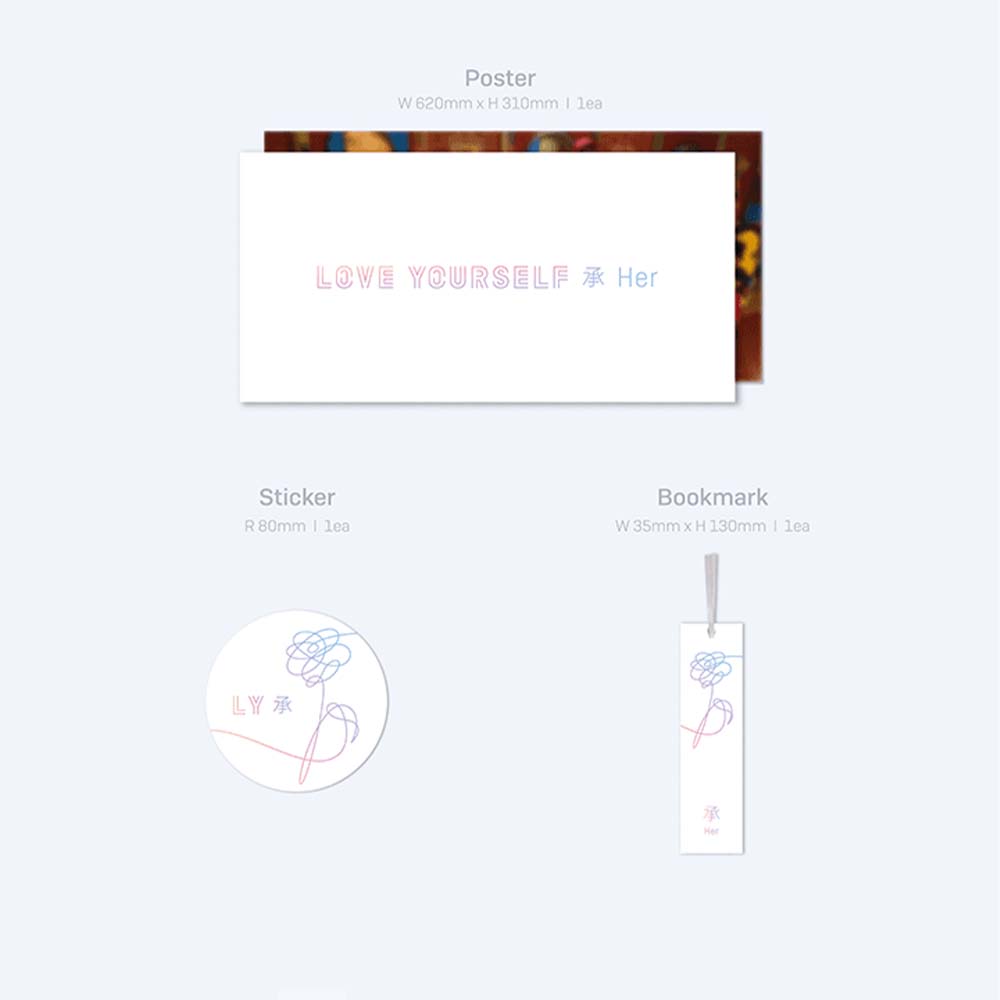 Poster
W 620mm x H 310mm | 1ea
LOVE YOURSELF 承 Her
Sticker
R 80mm | 1ea
Bookmark
W 35mm x H 130mm | 1ea
LY 承
承
Her